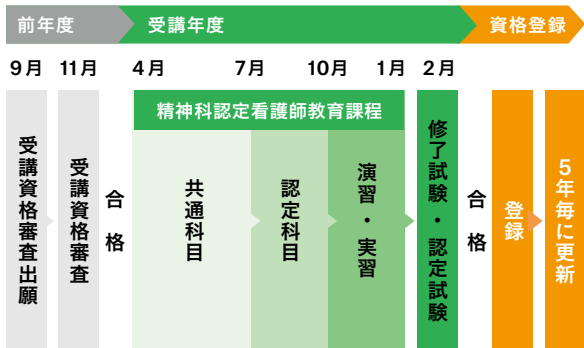 前年度
受講年度
資格登録
9月
11月
4月
7月
10月
1月
2月
受講資格審査出願
受講資格審査
合格
精神科認定看護師教育課程
共通科目
認定科目
演習・実習
修了試験・認定試験
合格
登録
5年毎に更新